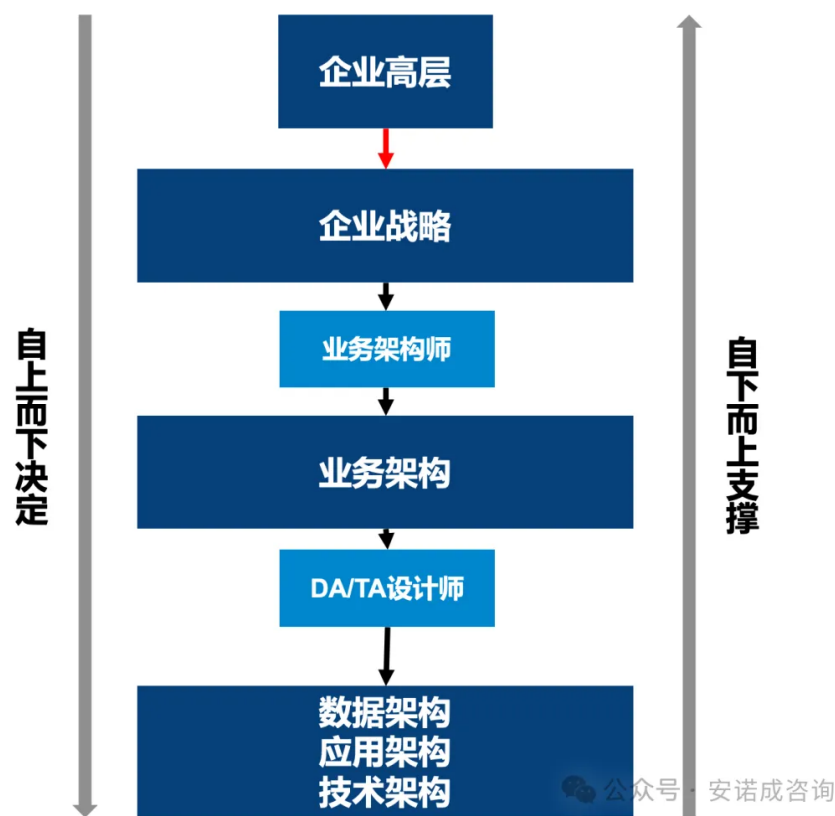 企业高层
企业战略
业务架构师
自上而下决定
自下而上支撑
业务架构
DA/TA设计师
数据架构
应用架构
技术架构
公众号·安诺成咨询